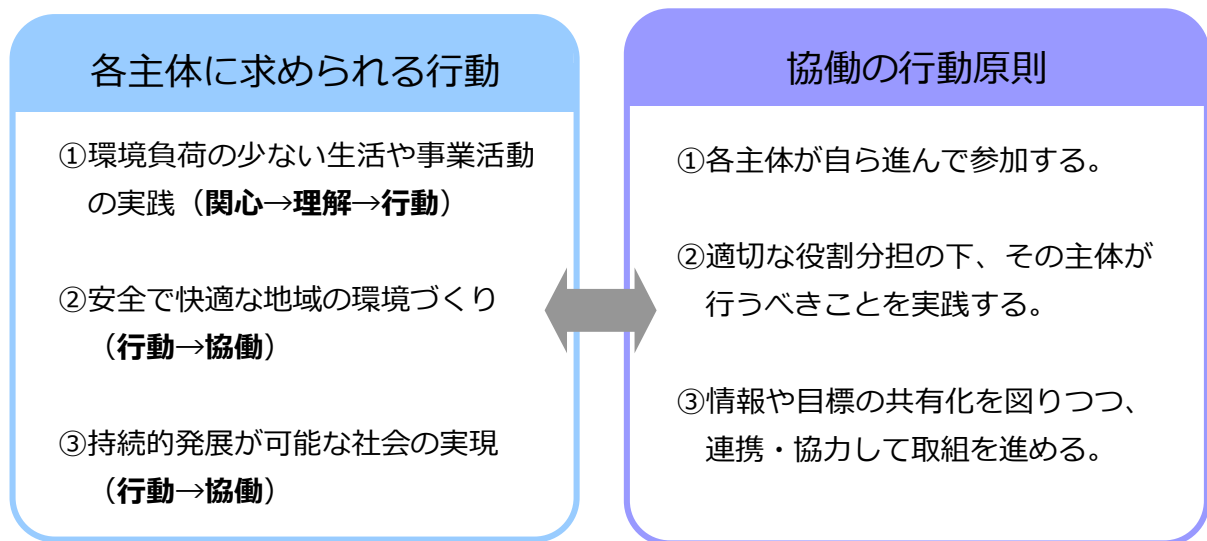 各主体に求められる行動
①環境負荷の少ない生活や事業活動
の実践（関心→理解→行動）
②安全で快適な地域の環境づくり
（行動→協働）
③持続的発展が可能な社会の実現
（行動→協働）
協働の行動原則
①各主体が自ら進んで参加する。
②適切な役割分担の下、その主体が
行うべきことを実践する。
③情報や目標の共有化を図りつつ、
連携・協力して取組を進める。